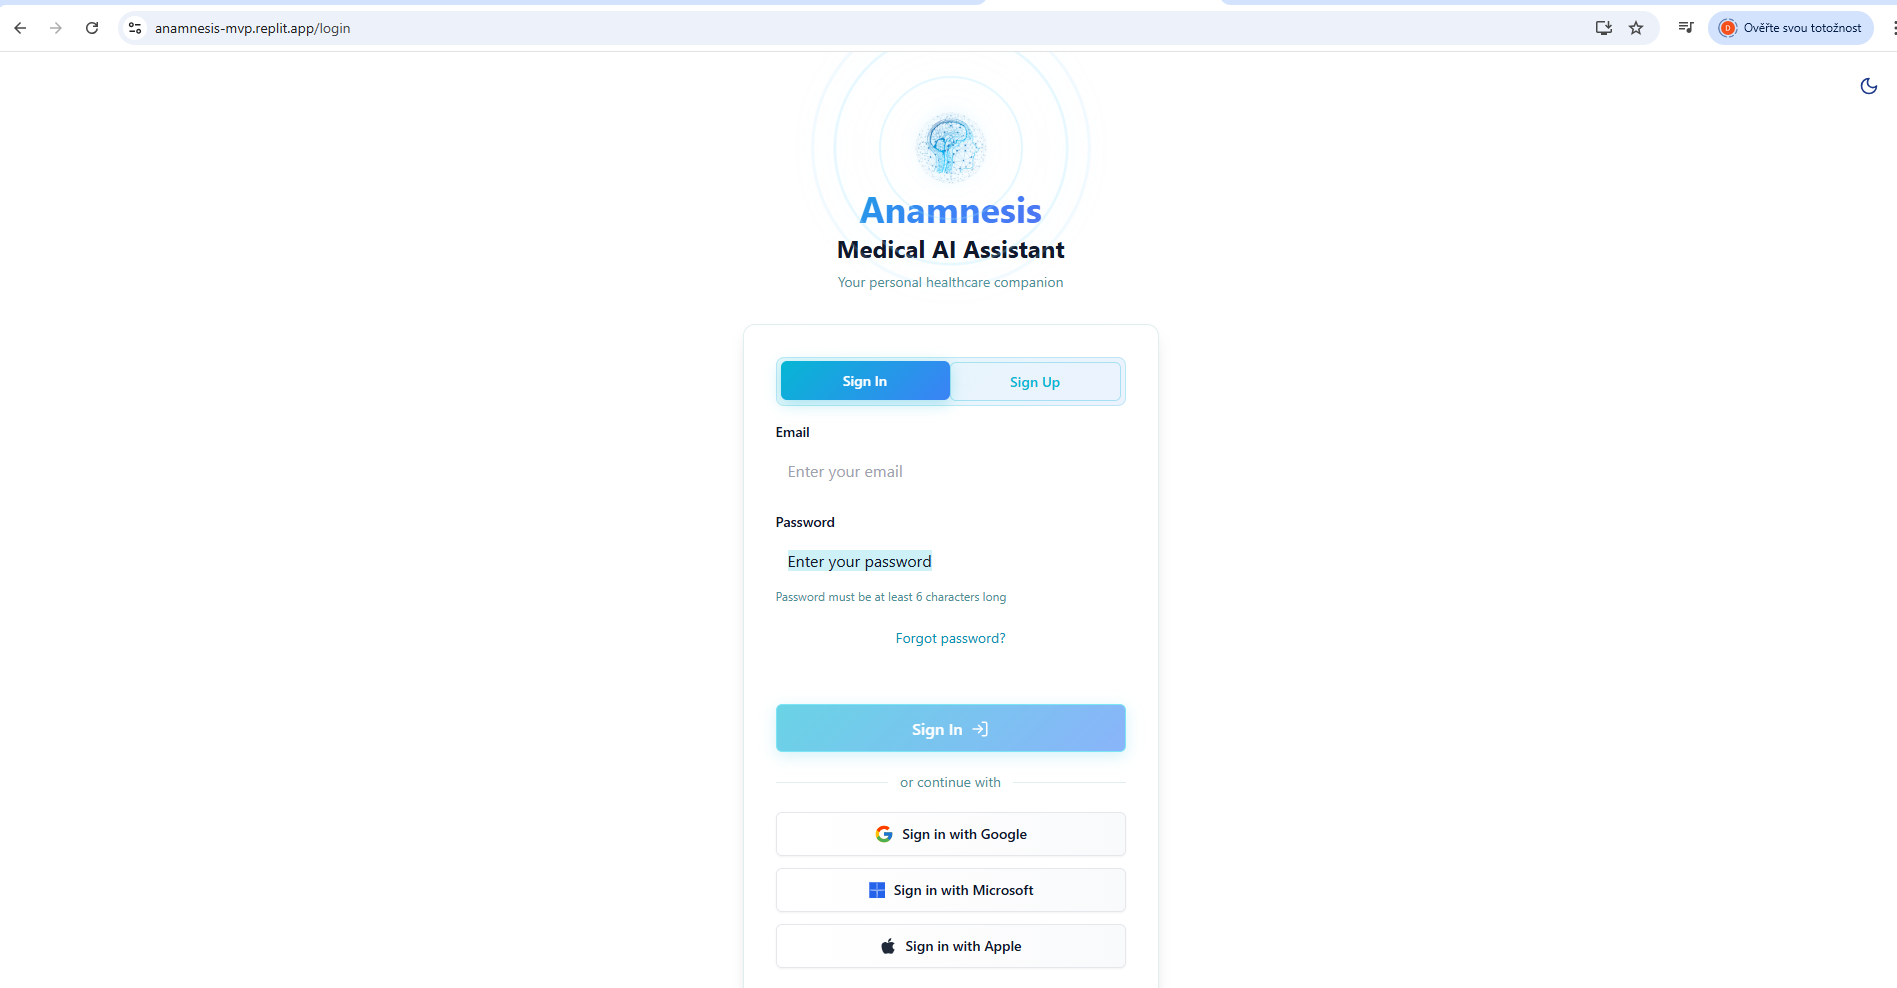 anamnesis-mvp.replit.app/login
D
Ověřte svou totožnost
Anamnesis
Medical AI Assistant
Your personal healthcare companion
Sign In
Sign Up
Email
Enter your email
Password
Enter your password
Password must be at least 6 characters long
Forgot password?
Sign In
or continue with
Sign in with Google
Sign in with Microsoft
Sign in with Apple